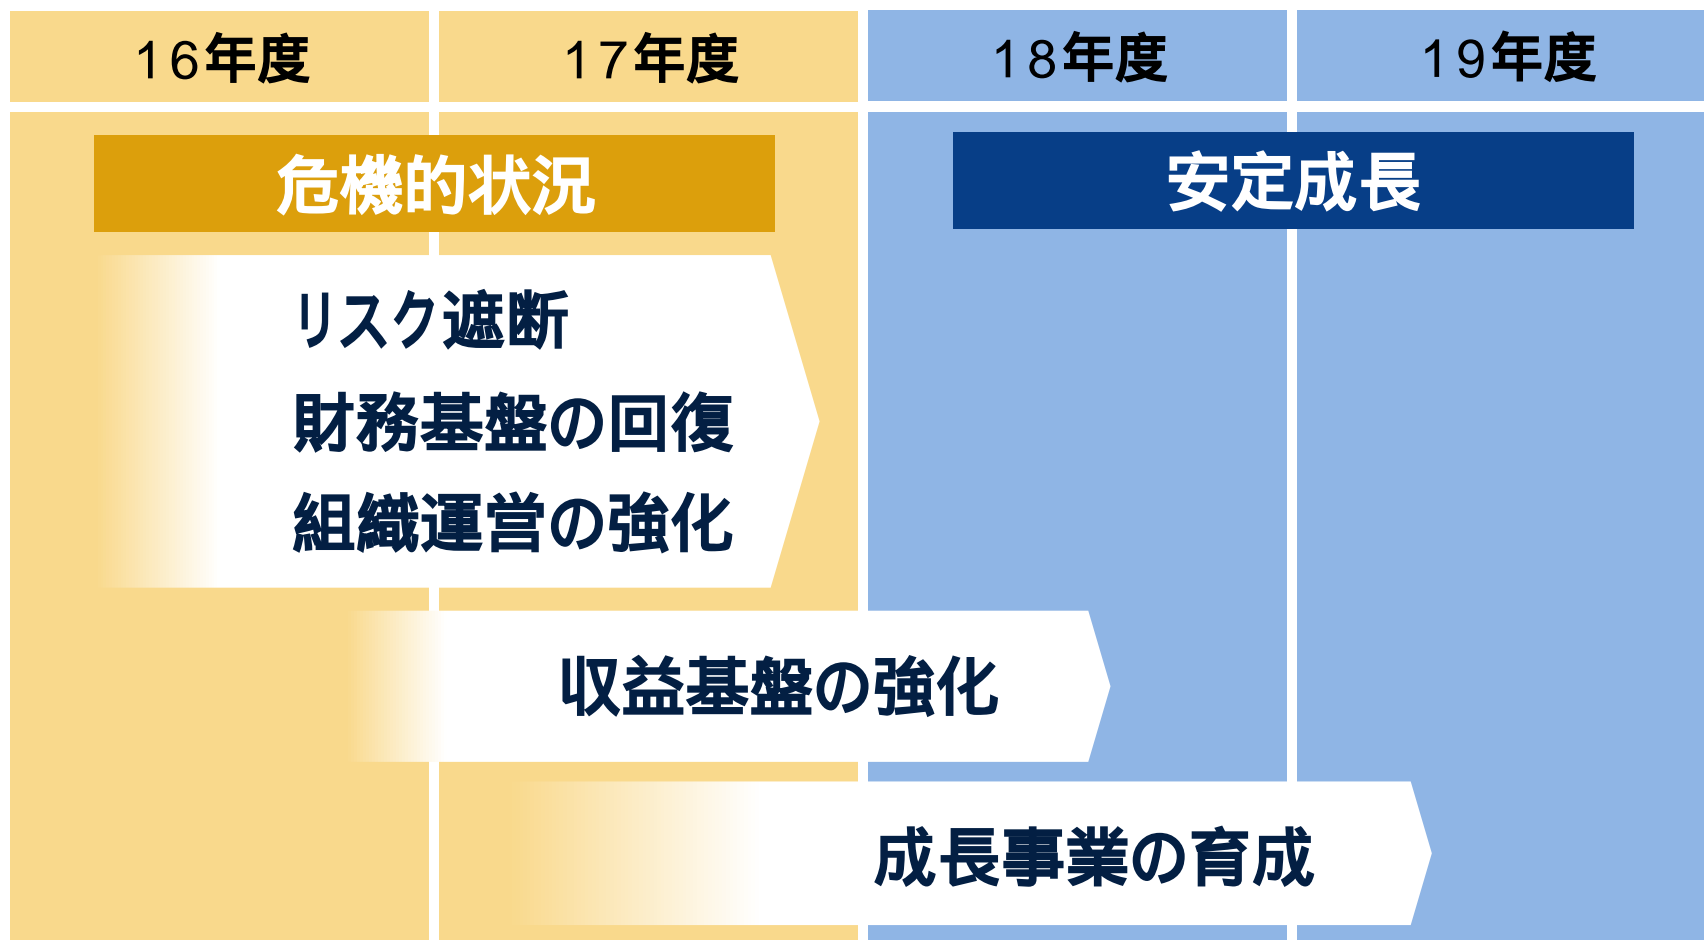 16年度
17年度
18年度
19年度
危機的状況
安定成長
リスク遮断
財務基盤の回復
組織運営の強化
収益基盤の強化
成長事業の育成